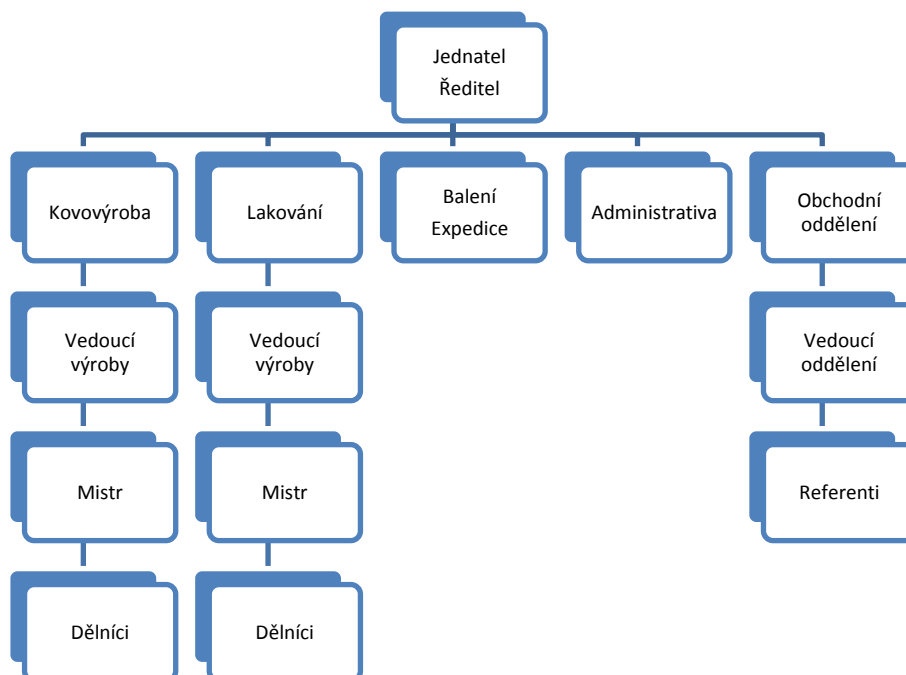 Jednatel
Ředitel
Kovovýroba
Lakování
Balení
Expedice
Administrativa
Obchodní
oddělení
Vedoucí
výroby
Vedoucí
výroby
Vedoucí
oddělení
Mistr
Mistr
Referenti
Dělníci
Dělníci